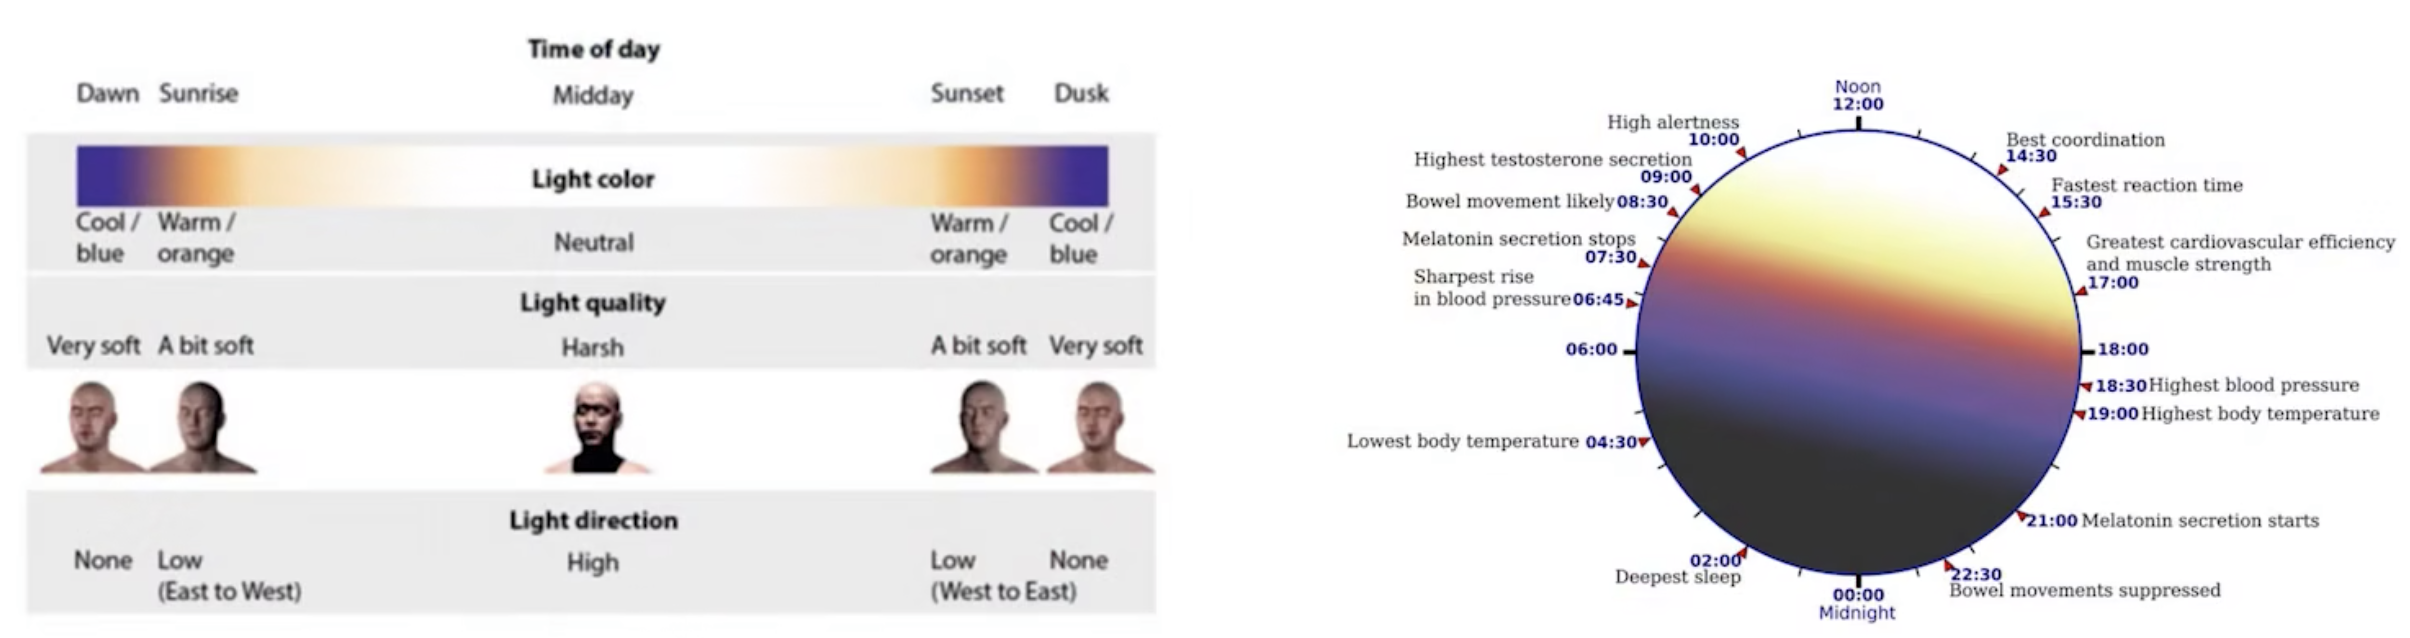 Time of day
Dawn Sunrise Midday Sunset Dusk
Light color
Cool / Warm / Neutral Warm / Cool /
blue orange orange blue
Light quality
Very soft A bit soft Harsh A bit soft Very soft
Light direction
None Low High Low None
(East to West) (West to East)
Noon
12:00
High alertness
10:00
Highest testosterone secretion
09:00
Bowel movement likely 08:30
Melatonin secretion stops
07:30
Sharpest rise
in blood pressure 06:45
06:00
Lowest body temperature 04:30
02:00
Deepest sleep
00:00
Midnight
Best coordination
14:30
Fastest reaction time
15:30
Greatest cardiovascular efficiency
and muscle strength
17:00
18:00
18:30 Highest blood pressure
19:00 Highest body temperature
21:00 Melatonin secretion starts
22:30
Bowel movements suppressed